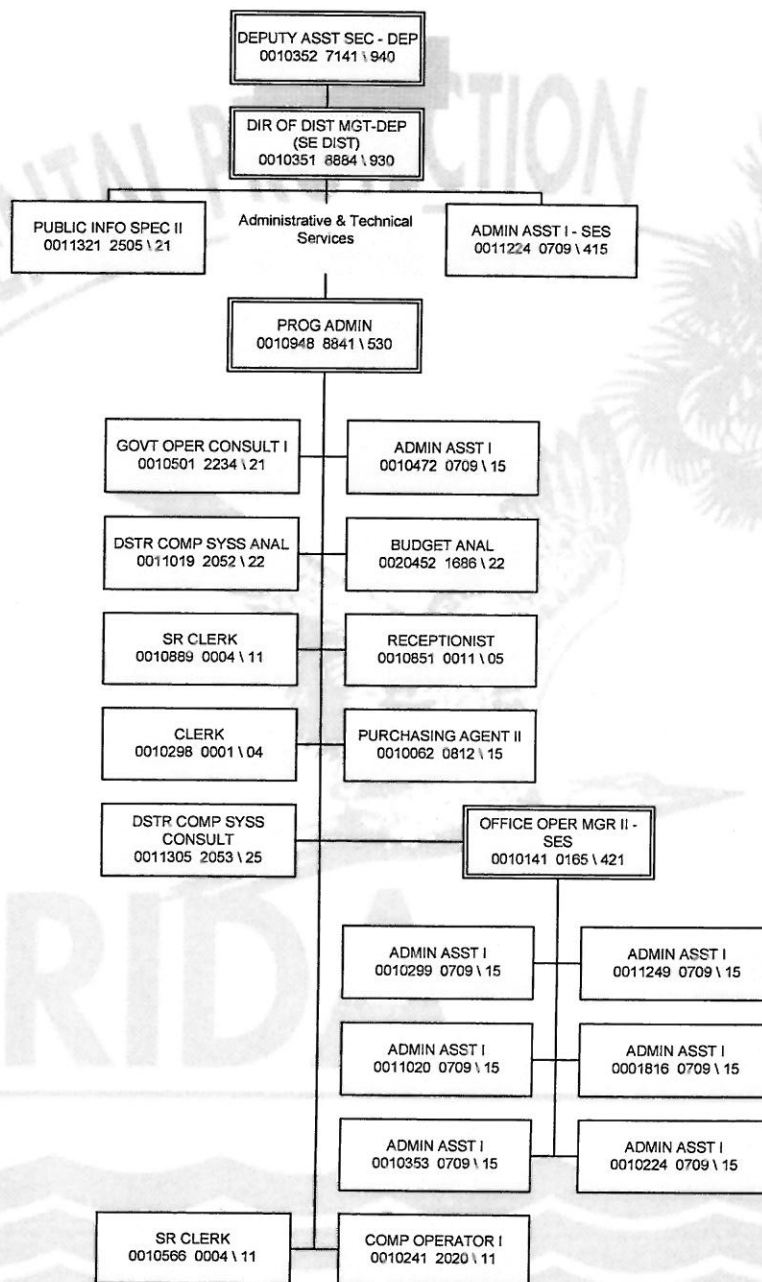 DEPUTY ASST SEC - DEP
0010352 7141 \ 940
DIR OF DIST MGT-DEP
(SE DIST)
0010351 8884 \ 930
PUBLIC INFO SPEC II
0011321 2505 \ 21
Administrative & Technical
Services
ADMIN ASST I - SES
0011224 0709 \ 415
PROG ADMIN
0010948 8841 \ 530
GOVT OPER CONSULT I
0010501 2234 \ 21
ADMIN ASST I
0010472 0709 \ 15
DSTR COMP SYSS ANAL
0011019 2052 \ 22
BUDGET ANAL
0020452 1686 \ 22
SR CLERK
0010889 0004 \ 11
RECEPTIONIST
0010851 0011 \ 05
CLERK
0010298 0001 \ 04
PURCHASING AGENT II
0010062 0812 \ 15
DSTR COMP SYSS
CONSULT
0011305 2053 \ 25
OFFICE OPER MGR II -
SES
0010141 0165 \ 421
ADMIN ASST I
0010299 0709 \ 15
ADMIN ASST I
0011249 0709 \ 15
ADMIN ASST I
0011020 0709 \ 15
ADMIN ASST I
0001816 0709 \ 15
ADMIN ASST I
0010353 0709 \ 15
ADMIN ASST I
0010224 0709 \ 15
SR CLERK
0010566 0004 \ 11
COMP OPERATOR I
0010241 2020 \ 11
RIDA